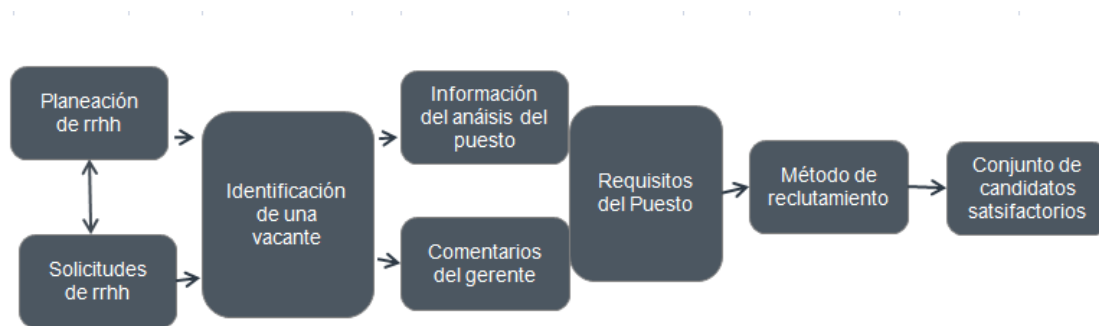 Planeación
de rrhh
Solicitudes
de rrhh
Identificación
de una
vacante
Información
del anáisis del
puesto
Comentarios
del gerente
Requisitos
del Puesto
Método de
reclutamiento
Conjunto de
candidatos
satsifactorios